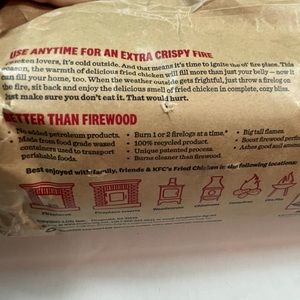 USE ANYTIME FOR AN EXTRA CRISPY FIRE
Chicken lovers, it's cold outside. And that means it's time to ignite the ol' fire place. This
season, the warmth of delicious fried chicken will fill more than just your belly — now it
can fill your home, too. When the weather outside gets frightful, just throw a firelog on
the fire, sit back and enjoy the delicious smell of fried chicken in complete, cozy bliss.
Just make sure you don't eat it. That would hurt.
BETTER THAN FIREWOOD
• No added petroleum products.
• Made from food grade waxed
containers used to transport
perishable foods.
• Burn 1 or 2 firelogs at a time.
• 100% recycled product.
• Unique patented process.
• Burns cleaner than firewood.
• Big tall flames
• Boost firewood
• Ashes good
Best enjoyed with family, friends & KFC's Fried Chicken in the following locations:
Fireplaces
Fireplace Inserts
Woodstoves